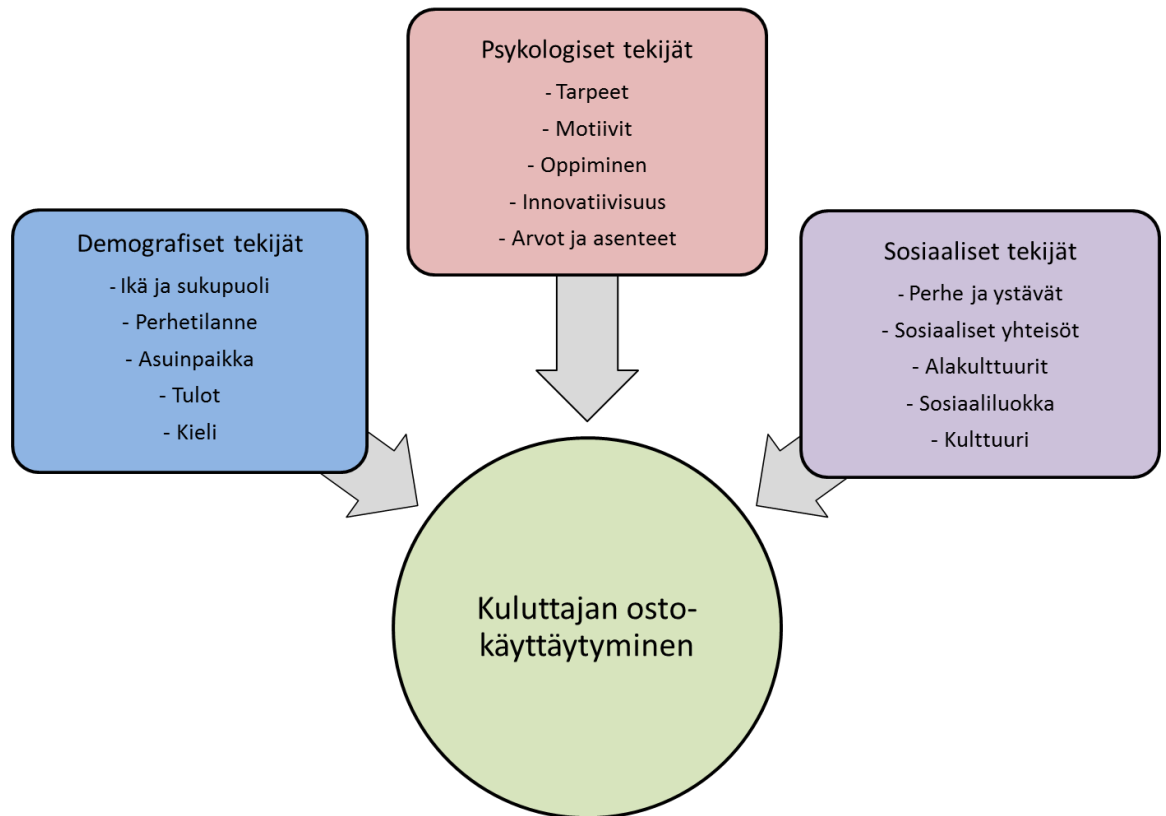 Psykologiset tekijät
- Tarpeet
- Motiivit
- Oppiminen
- Innovatiivisuus
- Arvot ja asenteet
Demografiset tekijät
- Ikä ja sukupuoli
- Perhetilanne
- Asuinpaikka
- Tulot
- Kieli
Sosiaaliset tekijät
- Perhe ja ystävät
- Sosiaaliset yhteisöt
- Alakulttuurit
- Sosiaaliluokka
- Kulttuuri
Kuluttajan osto-
käyttäytyminen